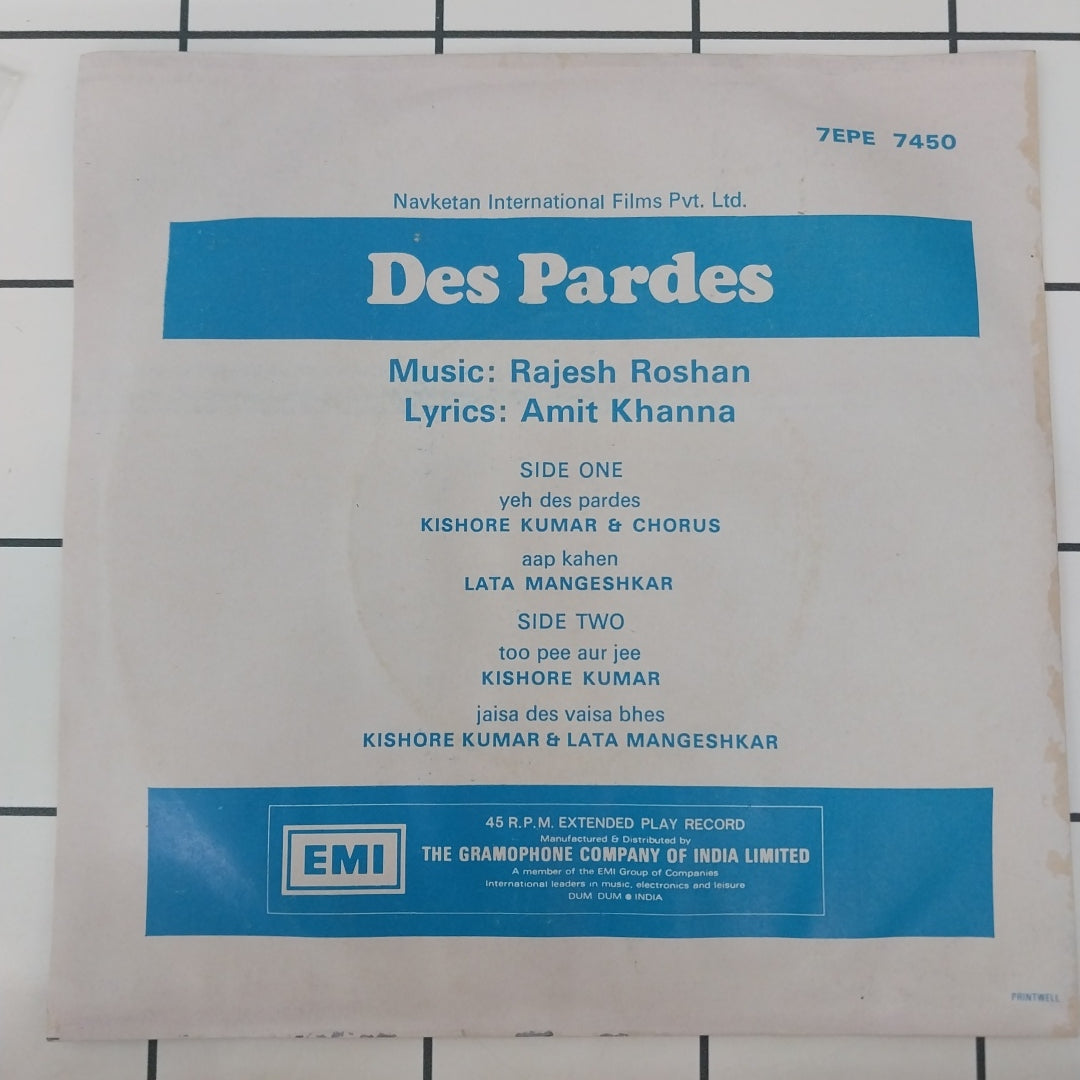 7EPE 7450
Navketan International Films Pvt. Ltd.
Des Pardes
Music: Rajesh Roshan
Lyrics: Amit Khanna
SIDE ONE
yeh des pardes
KISHORE KUMAR & CHORUS
aap kahen
LATA MANGESHKAR
SIDE TWO
too pee aur jee
KISHORE KUMAR
jaisa des vaisa bhes
KISHORE KUMAR & LATA MANGESHKAR
EMI
45 R.P.M. EXTENDED PLAY RECORD
Manufactured & Distributed by
THE GRAMOPHONE COMPANY OF INDIA LIMITED
A member of the EMI Group of Companies
International leaders in music, electronics and leisure
DUM DUM ● INDIA
PRINTWELL